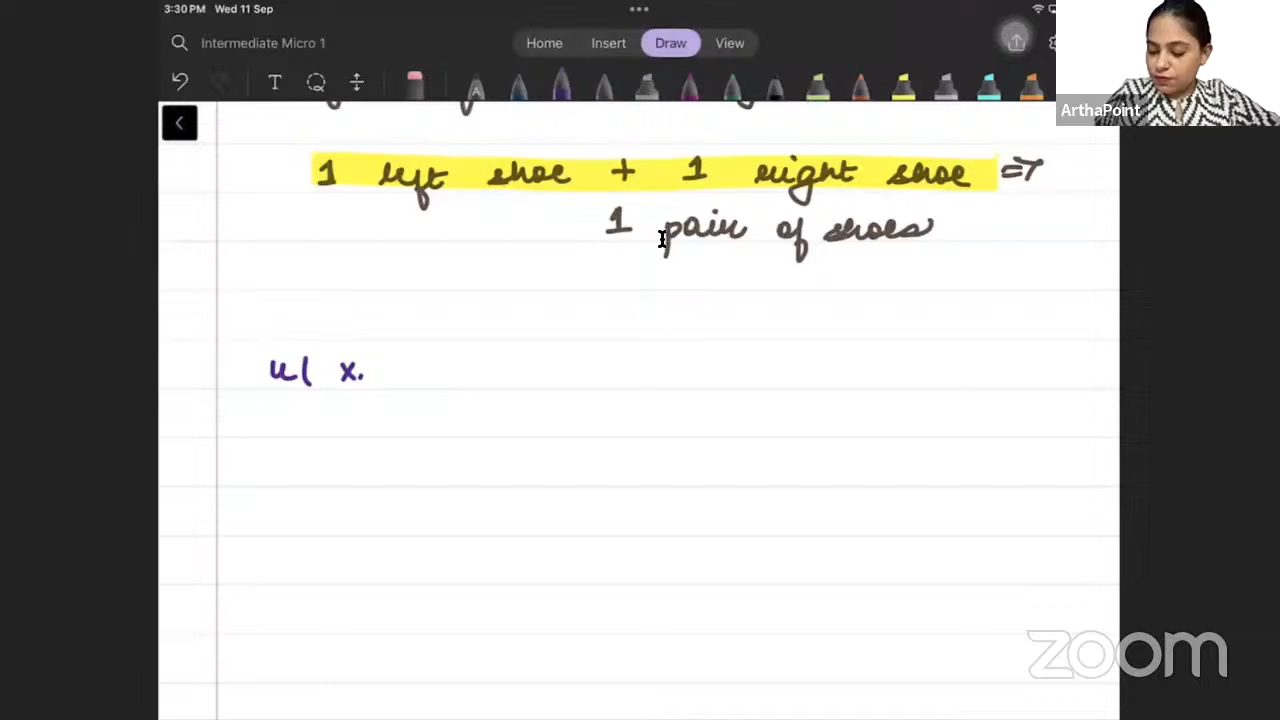 3:30 PM Wed 11 Sep
Intermediate Micro 1
Home Insert Draw View
ArthaPoint
1 left shoe + 1 right shoe =>
1 pair of shoes
u( x.
zoom